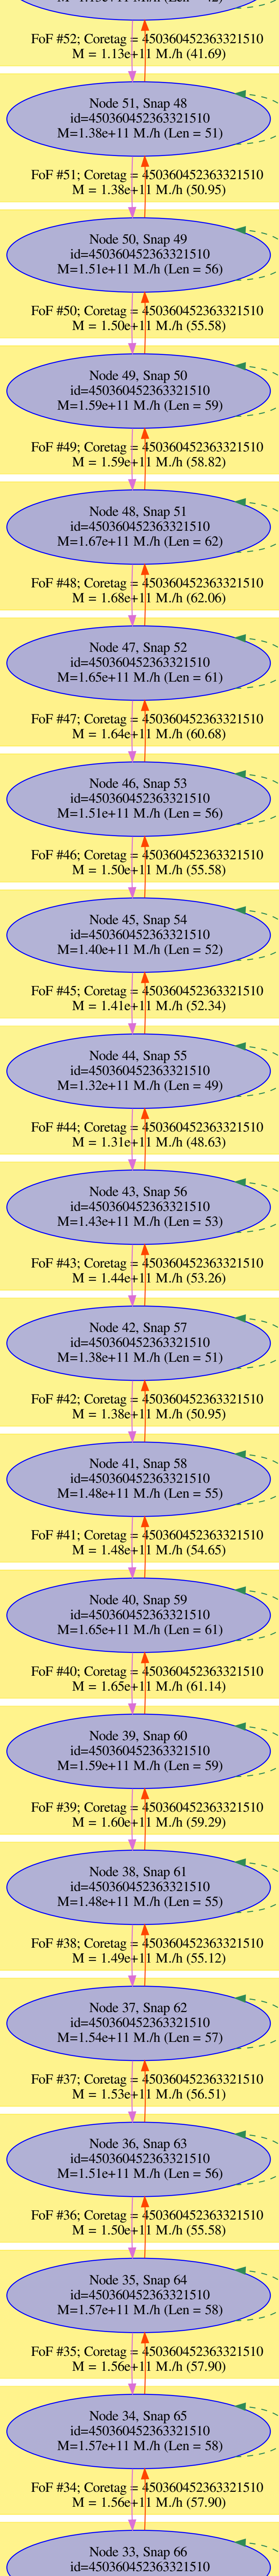 FoF #52; Coretag = 450360452363321510
M = 1.13e+11 M./h (41.69)
Node 51, Snap 48
id=450360452363321510
M=1.38e+11 M./h (Len = 51)
FoF #51; Coretag = 450360452363321510
M = 1.38e+11 M./h (50.95)
Node 50, Snap 49
id=450360452363321510
M=1.51e+11 M./h (Len = 56)
FoF #50; Coretag = 450360452363321510
M = 1.50e+11 M./h (55.58)
Node 49, Snap 50
id=450360452363321510
M=1.59e+11 M./h (Len = 59)
FoF #49; Coretag = 450360452363321510
M = 1.59e+11 M./h (58.82)
Node 48, Snap 51
id=450360452363321510
M=1.67e+11 M./h (Len = 62)
FoF #48; Coretag = 450360452363321510
M = 1.68e+11 M./h (62.06)
Node 47, Snap 52
id=450360452363321510
M=1.65e+11 M./h (Len = 61)
FoF #47; Coretag = 450360452363321510
M = 1.64e+11 M./h (60.68)
Node 46, Snap 53
id=450360452363321510
M=1.51e+11 M./h (Len = 56)
FoF #46; Coretag = 450360452363321510
M = 1.50e+11 M./h (55.58)
Node 45, Snap 54
id=450360452363321510
M=1.40e+11 M./h (Len = 52)
FoF #45; Coretag = 450360452363321510
M = 1.41e+11 M./h (52.34)
Node 44, Snap 55
id=450360452363321510
M=1.32e+11 M./h (Len = 49)
FoF #44; Coretag = 450360452363321510
M = 1.31e+11 M./h (48.63)
Node 43, Snap 56
id=450360452363321510
M=1.43e+11 M./h (Len = 53)
FoF #43; Coretag = 450360452363321510
M = 1.44e+11 M./h (53.26)
Node 42, Snap 57
id=450360452363321510
M=1.38e+11 M./h (Len = 51)
FoF #42; Coretag = 450360452363321510
M = 1.38e+11 M./h (50.95)
Node 41, Snap 58
id=450360452363321510
M=1.48e+11 M./h (Len = 55)
FoF #41; Coretag = 450360452363321510
M = 1.48e+11 M./h (54.65)
Node 40, Snap 59
id=450360452363321510
M=1.65e+11 M./h (Len = 61)
FoF #40; Coretag = 450360452363321510
M = 1.65e+11 M./h (61.14)
Node 39, Snap 60
id=450360452363321510
M=1.59e+11 M./h (Len = 59)
FoF #39; Coretag = 450360452363321510
M = 1.60e+11 M./h (59.29)
Node 38, Snap 61
id=450360452363321510
M=1.48e+11 M./h (Len = 55)
FoF #38; Coretag = 450360452363321510
M = 1.49e+11 M./h (55.12)
Node 37, Snap 62
id=450360452363321510
M=1.54e+11 M./h (Len = 57)
FoF #37; Coretag = 450360452363321510
M = 1.53e+11 M./h (56.51)
Node 36, Snap 63
id=450360452363321510
M=1.51e+11 M./h (Len = 56)
FoF #36; Coretag = 450360452363321510
M = 1.50e+11 M./h (55.58)
Node 35, Snap 64
id=450360452363321510
M=1.57e+11 M./h (Len = 58)
FoF #35; Coretag = 450360452363321510
M = 1.56e+11 M./h (57.90)
Node 34, Snap 65
id=450360452363321510
M=1.57e+11 M./h (Len = 58)
FoF #34; Coretag = 450360452363321510
M = 1.56e+11 M./h (57.90)
Node 33, Snap 66
id=450360452363321510